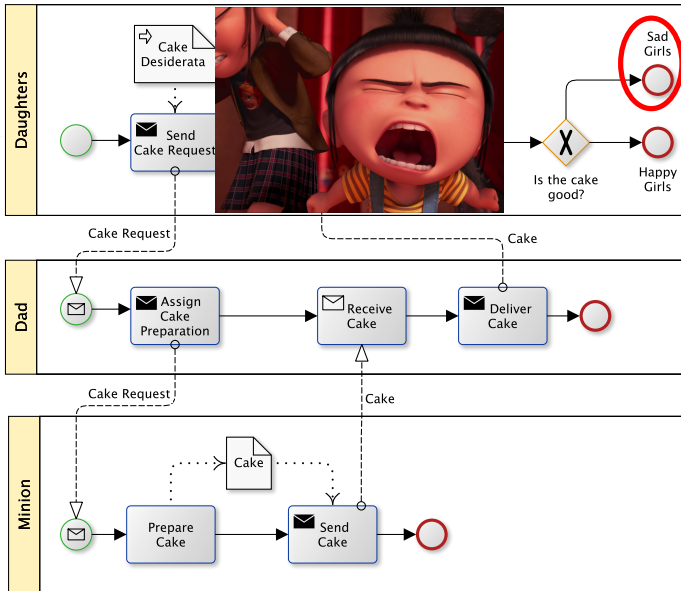 Daughters
Cake
Desiderata
Send
Cake Request
Is the cake
good?
Sad
Girls
Happy
Girls
Cake Request
Cake
Dad
Assign
Cake
Preparation
Receive
Cake
Deliver
Cake
Cake Request
Cake
Minion
Cake
Prepare
Cake
Send
Cake